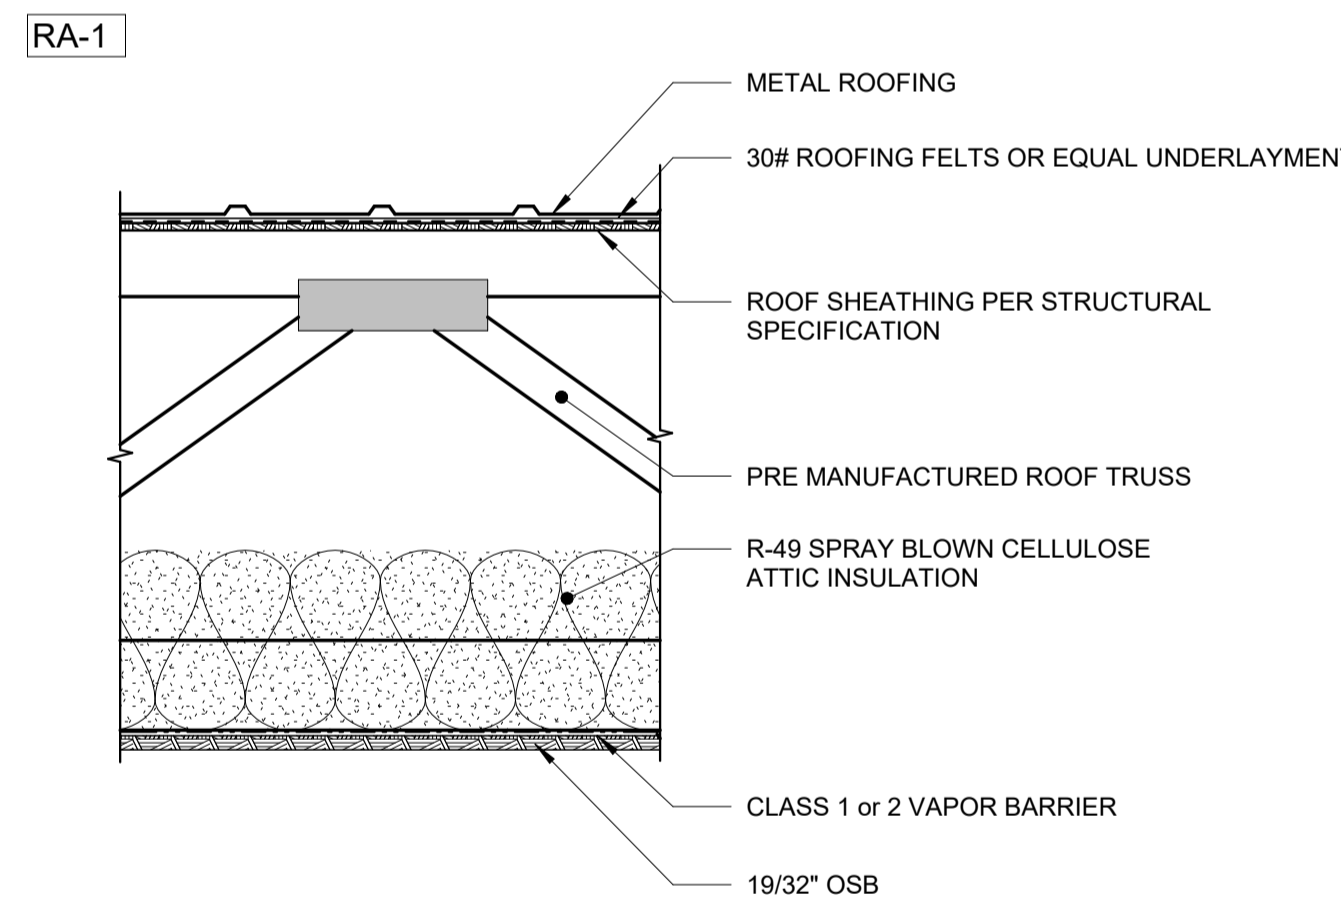 RA-1
METAL ROOFING
30# ROOFING FELTS OR EQUAL UNDERLAYMENT
ROOF SHEATHING PER STRUCTURAL
SPECIFICATION
PRE MANUFACTURED ROOF TRUSS
R-49 SPRAY BLOWN CELLULOSE
ATTIC INSULATION
CLASS 1 or 2 VAPOR BARRIER
19/32" OSB